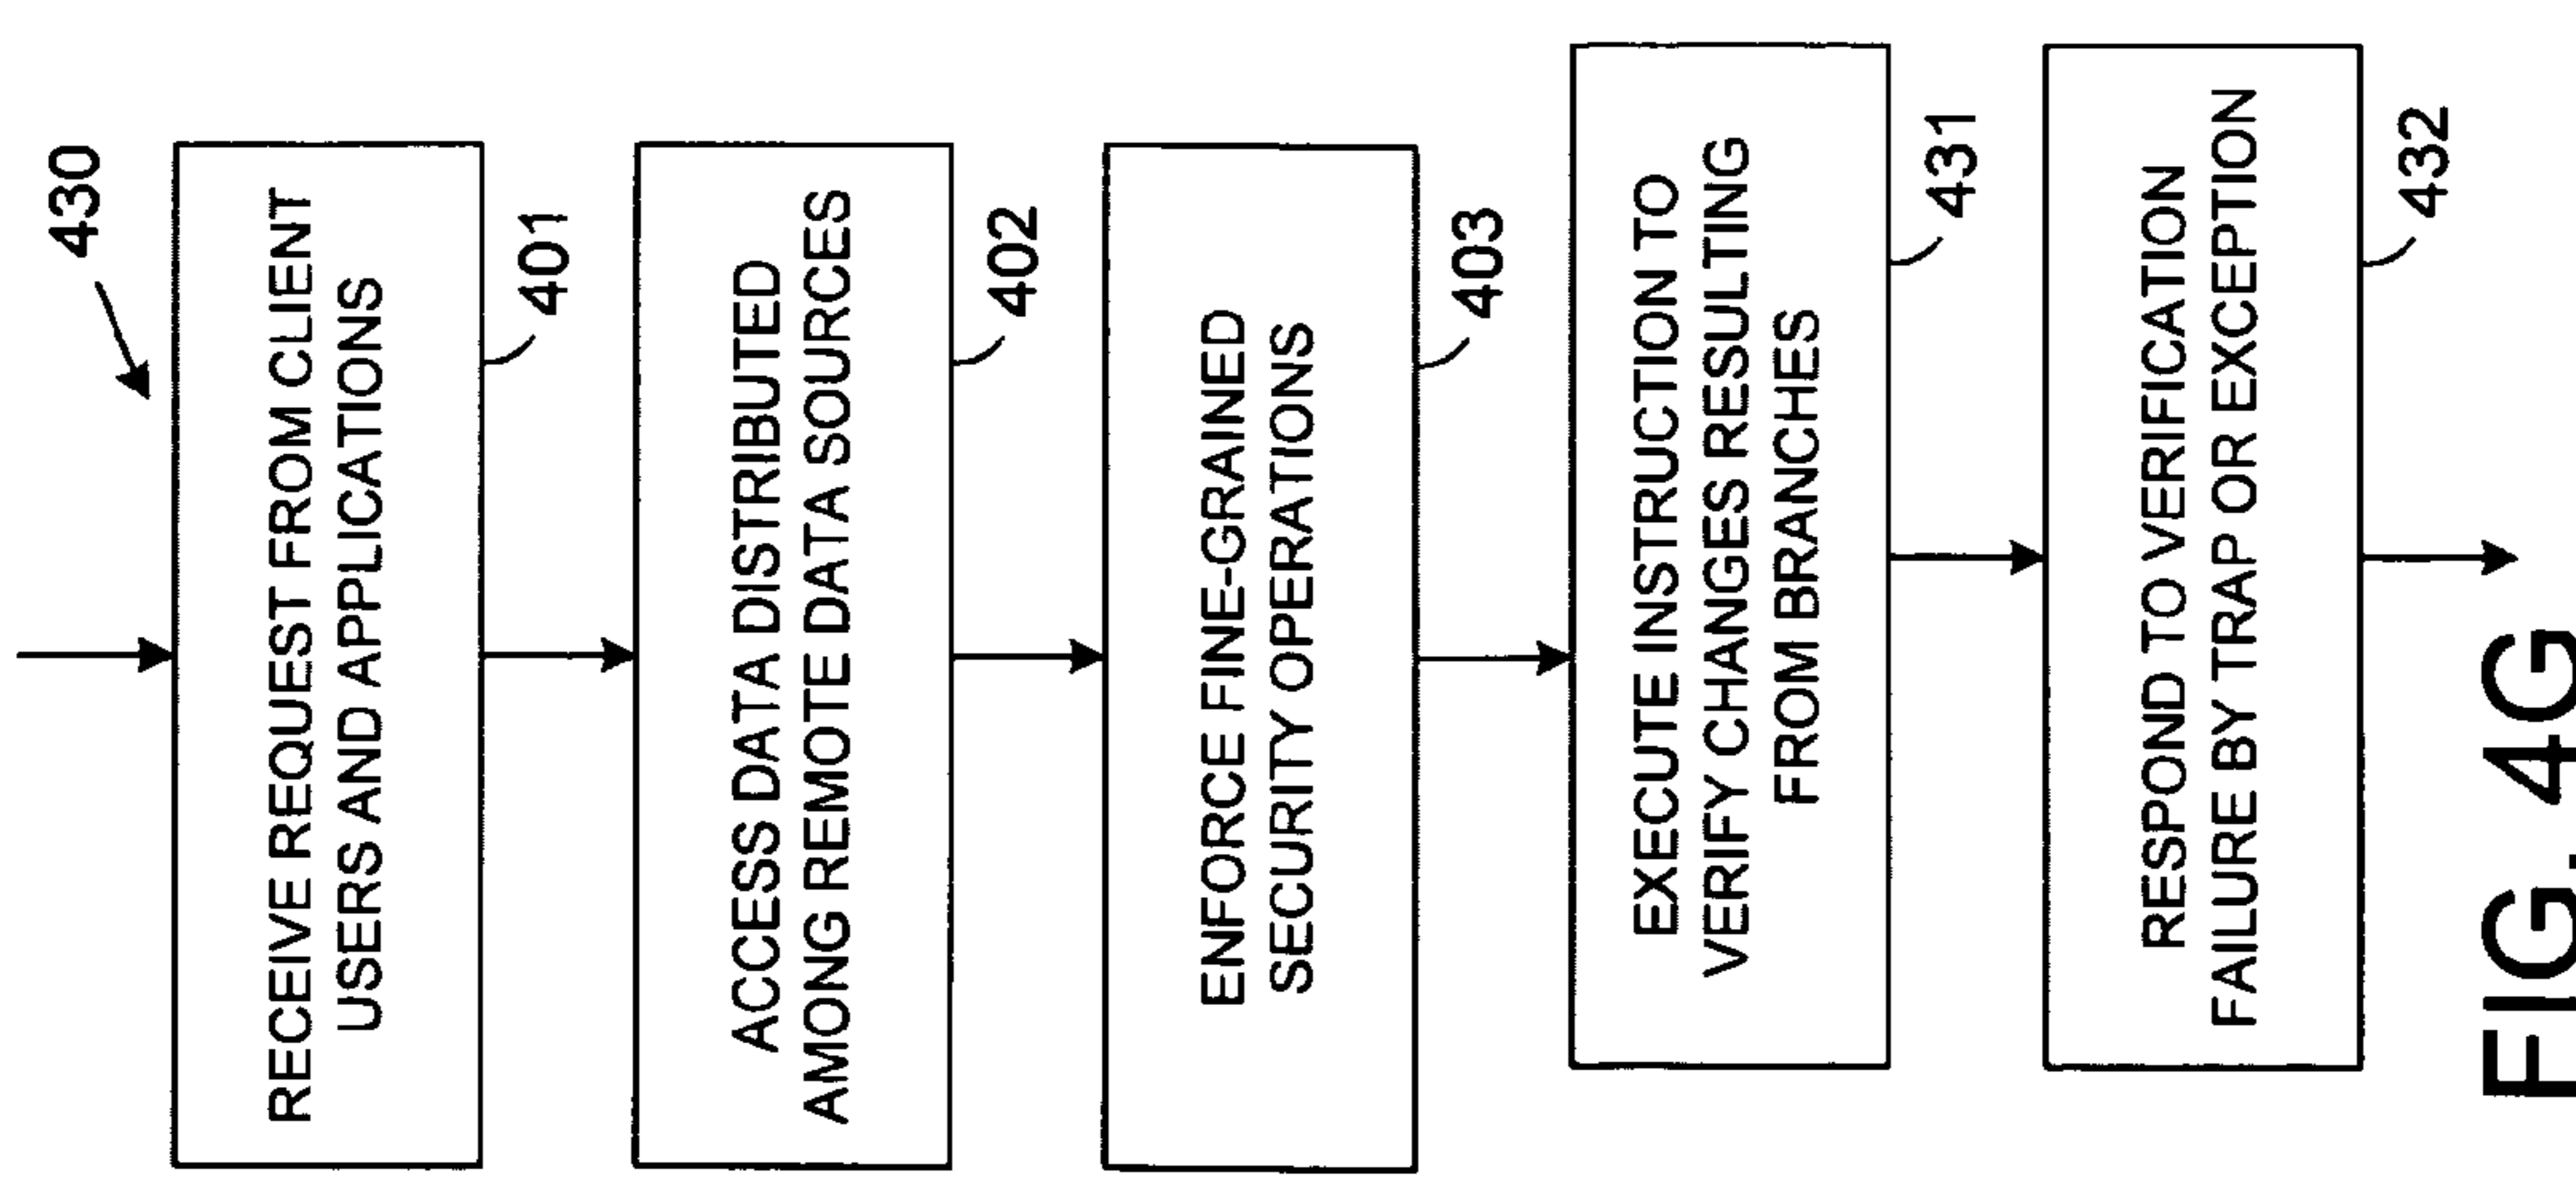 430
RECEIVE REQUEST FROM CLIENT
USERS AND APPLICATIONS
401
ACCESS DATA DISTRIBUTED
AMONG REMOTE DATA SOURCES
402
ENFORCE FINE-GRAINED
SECURITY OPERATIONS
403
EXECUTE INSTRUCTION TO
VERIFY CHANGES RESULTING
FROM BRANCHES
431
RESPOND TO VERIFICATION
FAILURE BY TRAP OR EXCEPTION
432
FIG. 4G